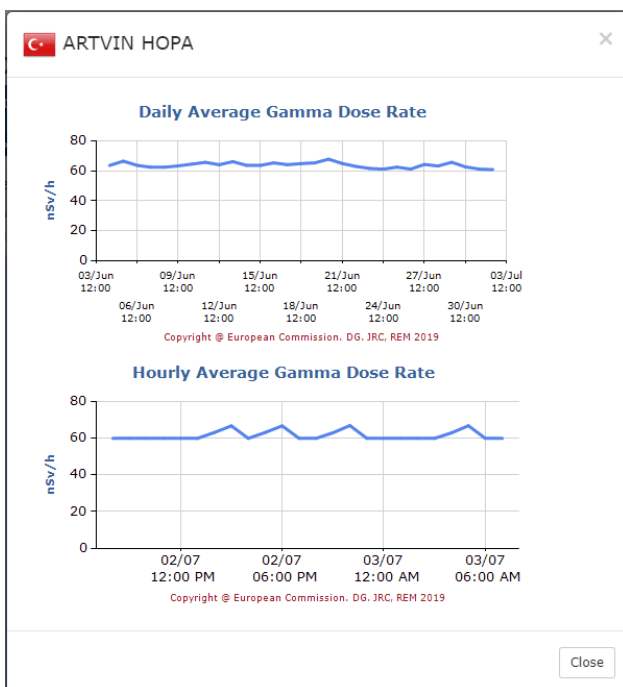 ARTVIN HOPA ×
Daily Average Gamma Dose Rate
80
60
40
20
0
nSv/h
03/Jun 09/Jun 15/Jun 21/Jun 27/Jun 03/Jul
12:00 12:00 12:00 12:00 12:00 12:00
06/Jun 12/Jun 18/Jun 24/Jun 30/Jun
12:00 12:00 12:00 12:00 12:00
Copyright @ European Commission. DG. JRC, REM 2019
Hourly Average Gamma Dose Rate
80
60
40
20
0
nSv/h
02/07 02/07 03/07 03/07
12:00 PM 06:00 PM 12:00 AM 06:00 AM
Copyright @ European Commission. DG. JRC, REM 2019
Close